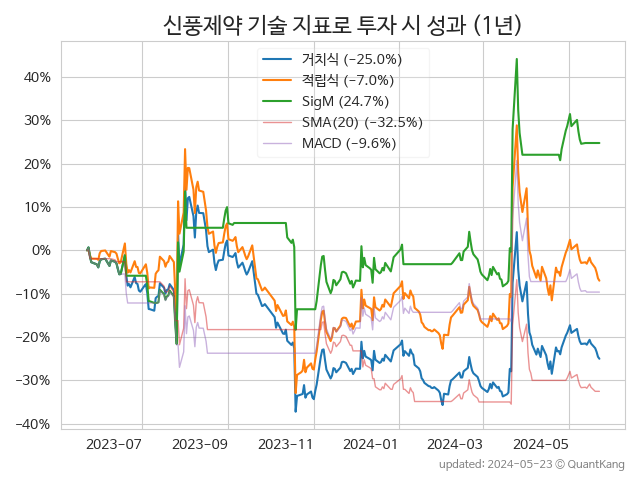 신풍제약 기술 지표로 투자 시 성과 (1년)
거치식 (−25.0%)
적립식 (−7.0%)
SigM (24.7%)
SMA(20) (−32.5%)
MACD (−9.6%)
40%
30%
20%
10%
0%
−10%
−20%
−30%
−40%
2023−07 2023−09 2023−11 2024−01 2024−03 2024−05
updated: 2024-05-23 ⓒ QuantKang